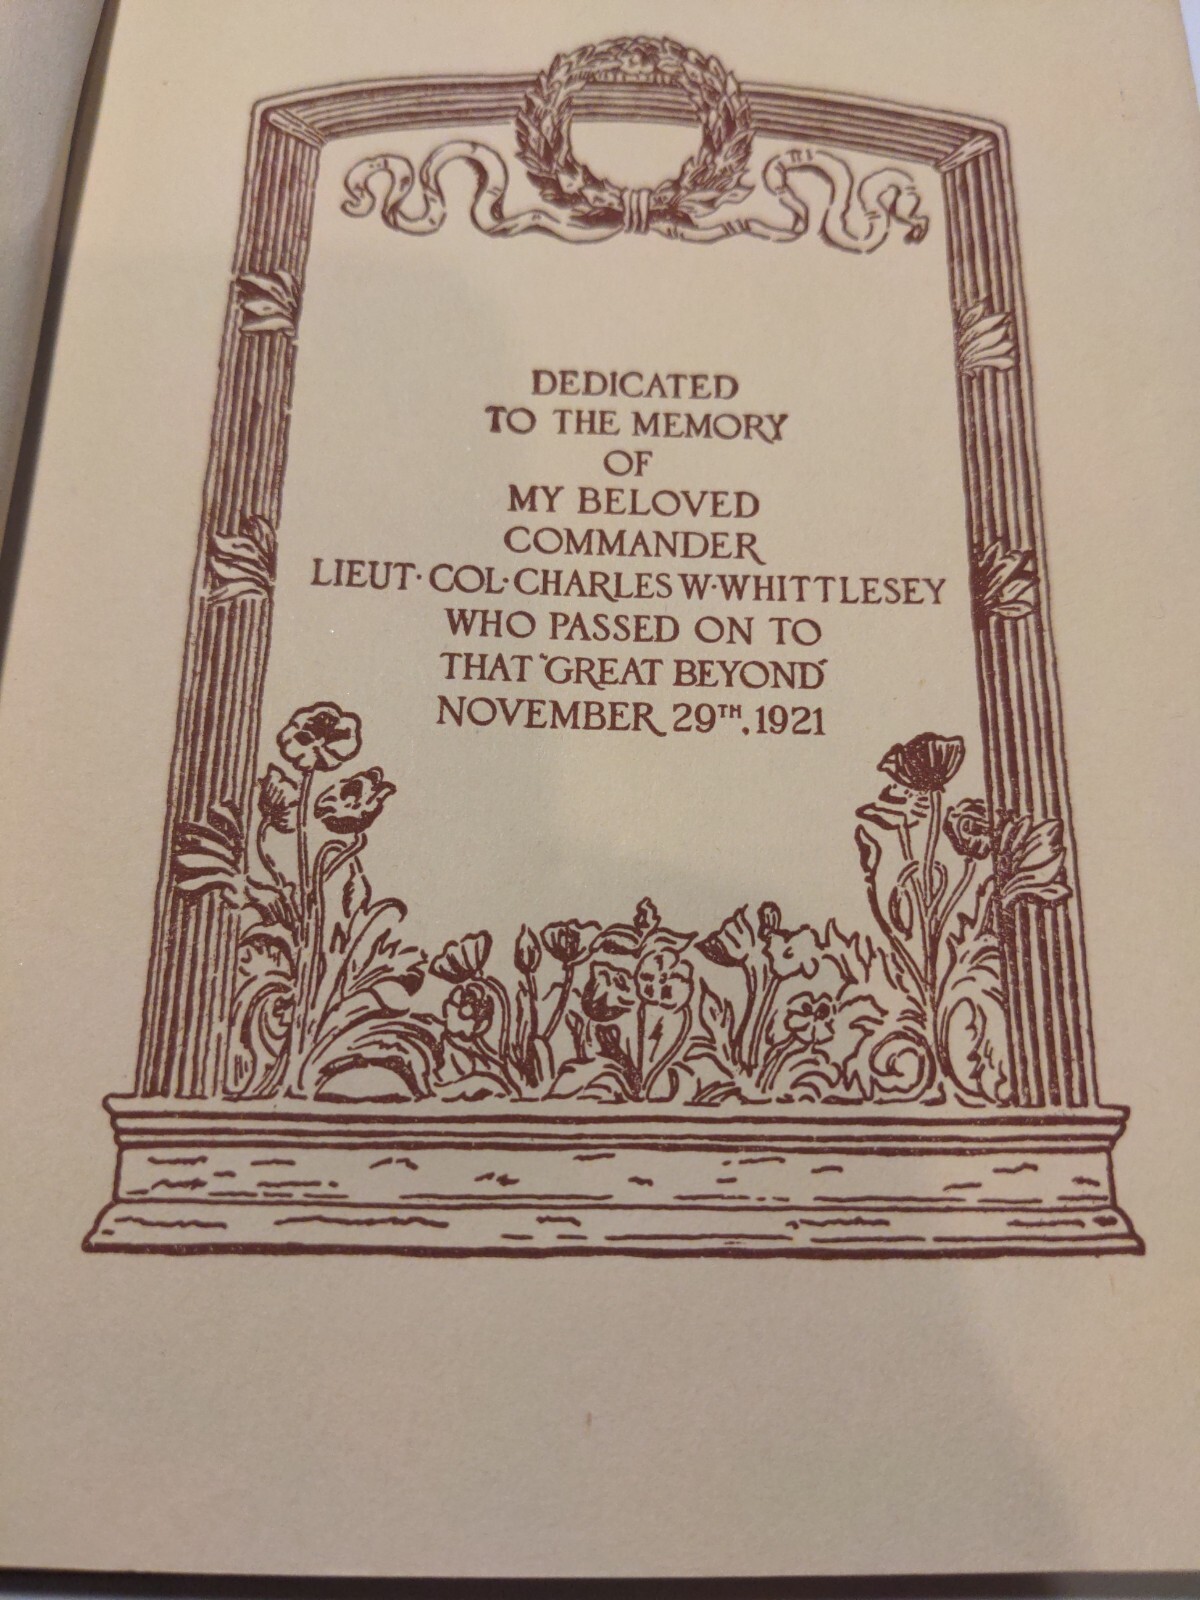 DEDICATED
TO THE MEMORY
OF
MY BELOVED
COMMANDER
LIEUT· COL· CHARLES W· WHITTLESEY
WHO PASSED ON TO
THAT "GREAT BEYOND"
NOVEMBER 29TH, 1921